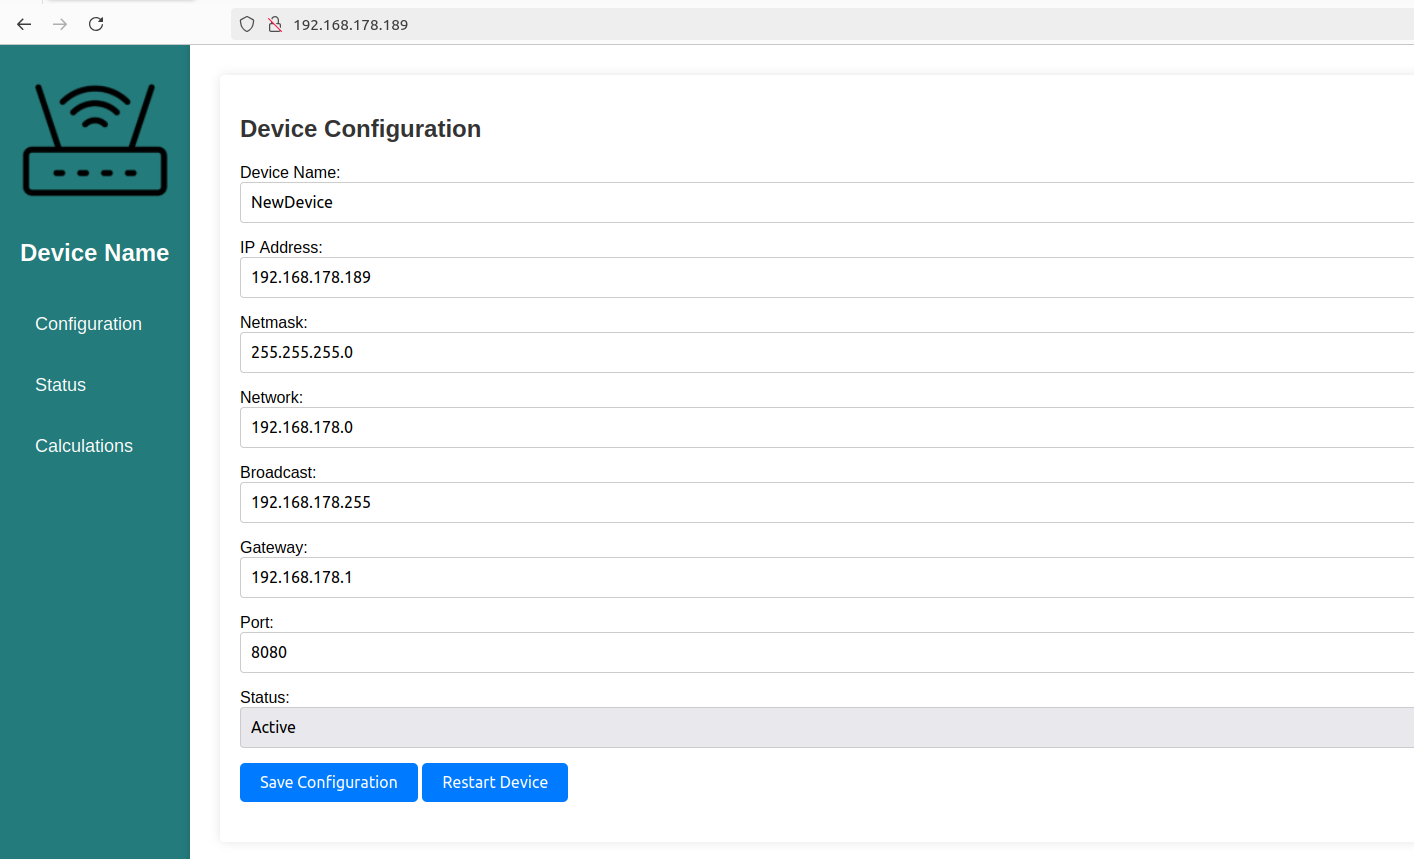 192.168.178.189
Device Name
Configuration
Status
Calculations
Device Configuration
Device Name:
NewDevice
IP Address:
192.168.178.189
Netmask:
255.255.255.0
Network:
192.168.178.0
Broadcast:
192.168.178.255
Gateway:
192.168.178.1
Port:
8080
Status:
Active
Save Configuration Restart Device